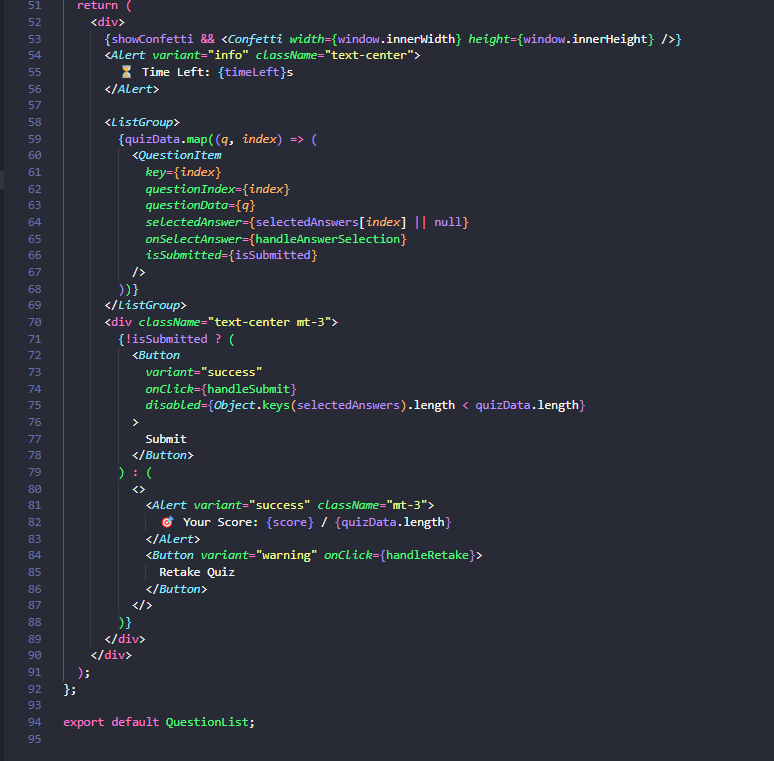 51 return (
52 <div>
53 {showConfetti && <Confetti width={window.innerWidth} height={window.innerHeight} />}
54 <Alert variant="info" className="text-center">
55 ⏳ Time Left: {timeLeft}s
56 </Alert>
57
58 <ListGroup>
59 {quizData.map((q, index) => (
60 <QuestionItem
61 key={index}
62 questionIndex={index}
63 questionData={q}
64 selectedAnswer={selectedAnswers[index] || null}
65 onSelectAnswer={handleAnswerSelection}
66 isSubmitted={isSubmitted}
67 />
68 ))}
69 </ListGroup>
70 <div className="text-center mt-3">
71 {!isSubmitted ? (
72 <Button
73 variant="success"
74 onClick={handleSubmit}
75 disabled={Object.keys(selectedAnswers).length < quizData.length}
76 >
77 Submit
78 </Button>
79 ) : (
80 <>
81 <Alert variant="success" className="mt-3">
82 🎯 Your Score: {score} / {quizData.length}
83 </Alert>
84 <Button variant="warning" onClick={handleRetake}>
85 Retake Quiz
86 </Button>
87 </>
88 )}
89 </div>
90 </div>
91 );
92 };
93
94 export default QuestionList;
95